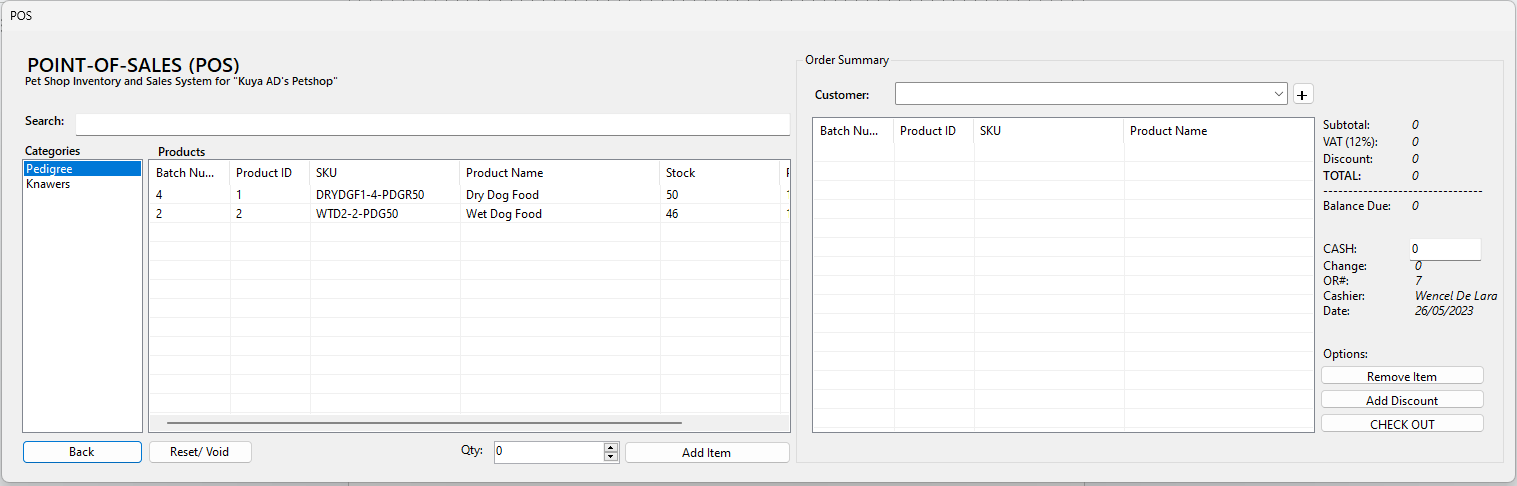 POS
POINT-OF-SALES (POS)
Pet Shop Inventory and Sales System for "Kuya AD's Petshop"
Search:
Categories
Pedigree
Knawers
Products
Batch Nu... Product ID SKU Product Name Stock
4 1 DRYDGF1-4-PDGR50 Dry Dog Food 50
2 2 WTD2-2-PDG50 Wet Dog Food 46
Back Reset/ Void Qty: 0 Add Item
Order Summary
Customer: +
Batch Nu... Product ID SKU Product Name
Subtotal: 0
VAT (12%): 0
Discount: 0
TOTAL: 0
--------------------------------
Balance Due: 0
CASH: 0
Change: 0
OR#: 7
Cashier: Wencel De Lara
Date: 26/05/2023
Options:
Remove Item
Add Discount
CHECK OUT